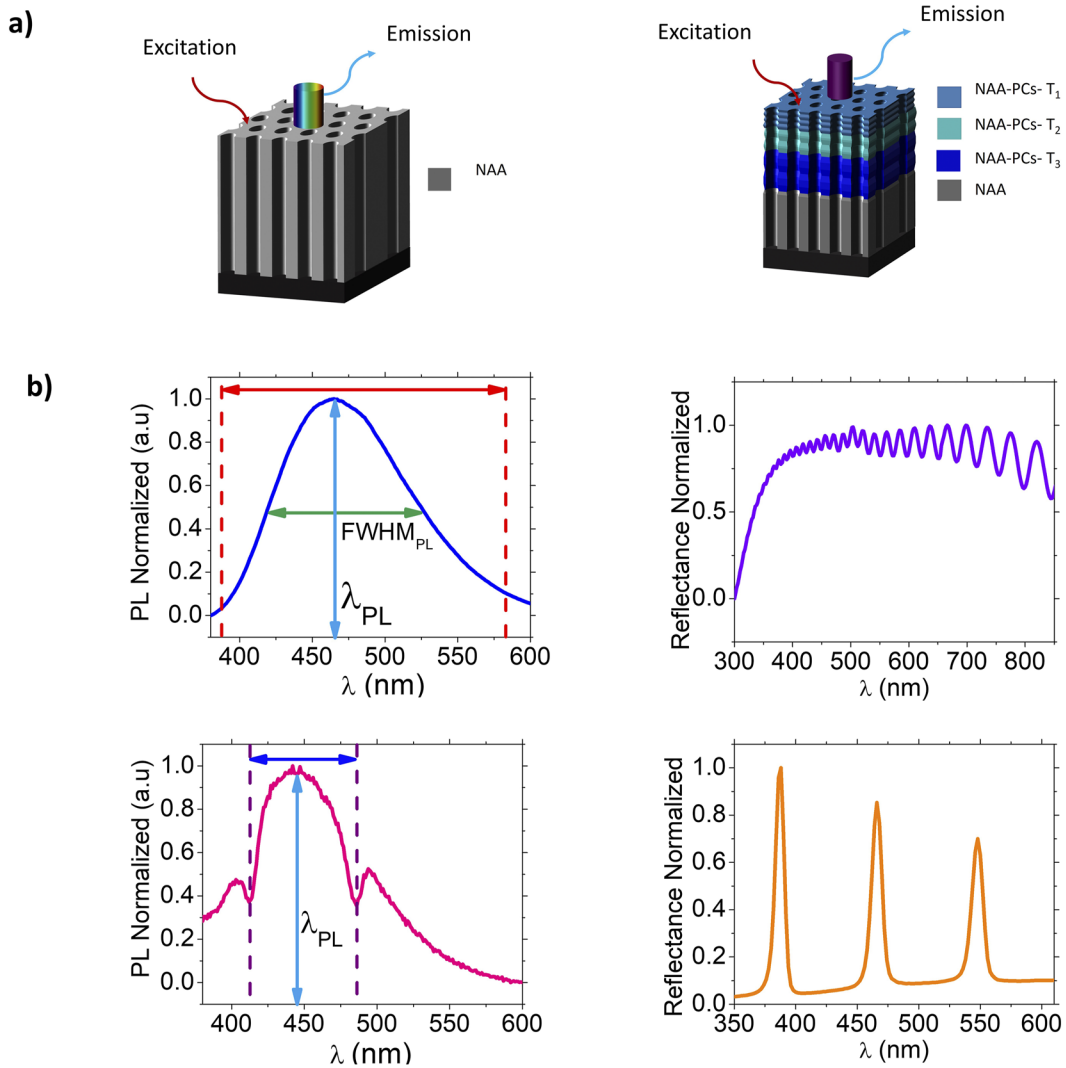 a)
Excitation
Emission
NAA
Excitation
Emission
NAA-PCs- T1
NAA-PCs- T2
NAA-PCs- T3
NAA
b)
PL Normalized (a.u)
1.0
0.8
0.6
0.4
0.2
0.0
FWHMPL
λPL
400 450 500 550 600
λ (nm)
Reflectance Normalized
1.0
0.5
0.0
300 400 500 600 700 800
λ (nm)
PL Normalized (a.u)
1.0
0.8
0.6
0.4
0.2
0.0
λPL
400 450 500 550 600
λ (nm)
Reflectance Normalized
1.0
0.8
0.6
0.4
0.2
0.0
350 400 450 500 550 600
λ (nm)